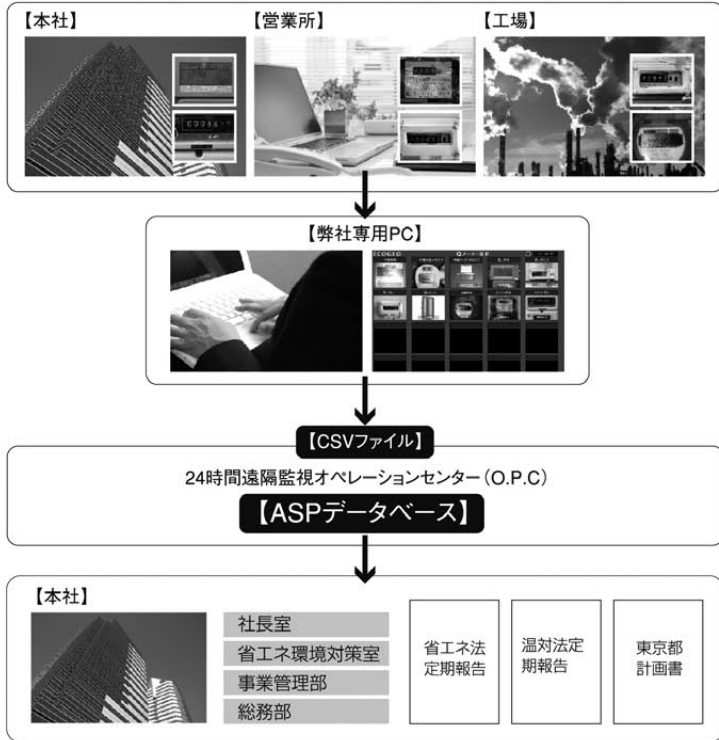 【本社】
【営業所】
【工場】
【弊社専用PC】
【CSVファイル】
24時間遠隔監視オペレーションセンター（O.P.C）
【ASPデータベース】
【本社】
社長室
省エネ環境対策室
事業管理部
総務部
省エネ法
定期報告
温対法定
期報告
東京都
計画書